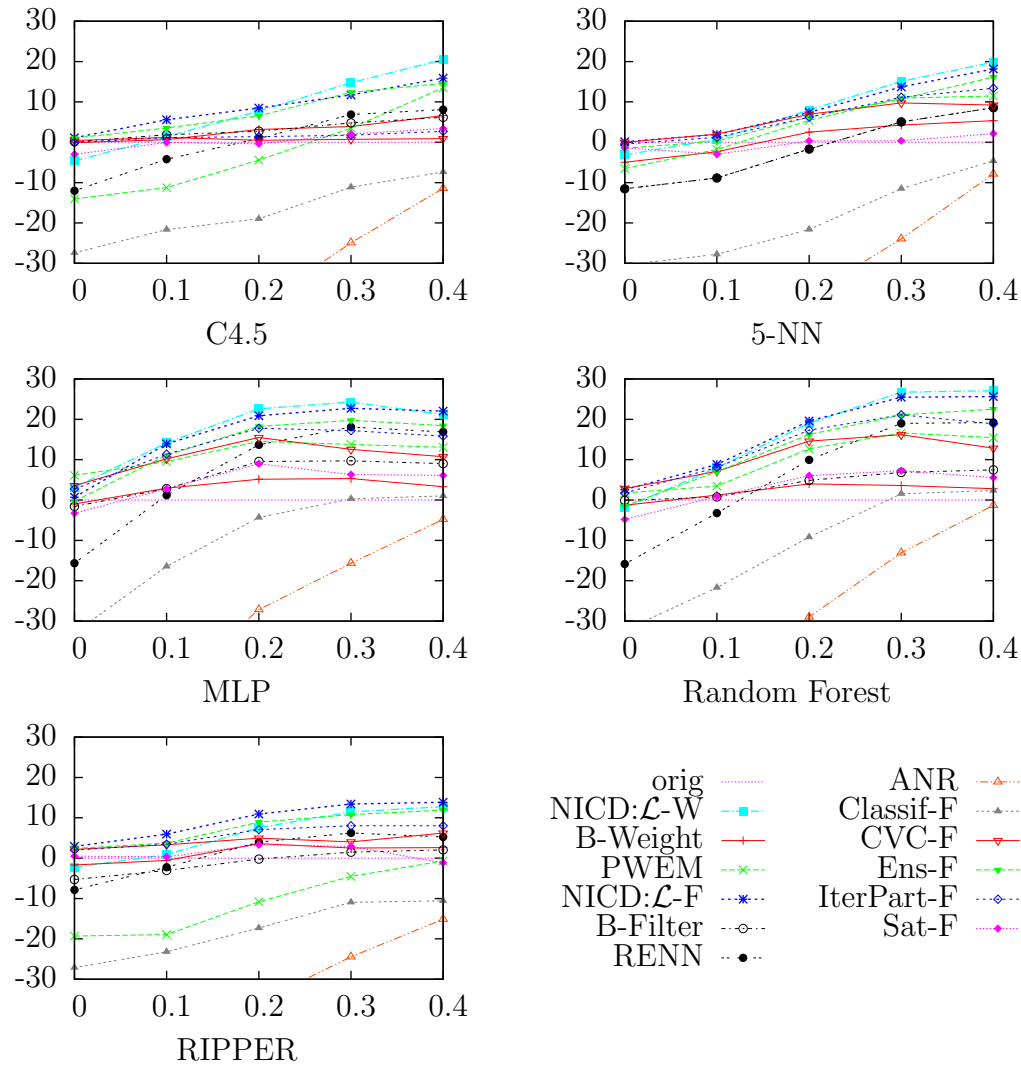 30
20
10
0
-10
-20
-30
0 0.1 0.2 0.3 0.4
C4.5
30
20
10
0
-10
-20
-30
0 0.1 0.2 0.3 0.4
5-NN
30
20
10
0
-10
-20
-30
0 0.1 0.2 0.3 0.4
MLP
30
20
10
0
-10
-20
-30
0 0.1 0.2 0.3 0.4
Random Forest
30
20
10
0
-10
-20
-30
0 0.1 0.2 0.3 0.4
RIPPER
orig
NICD:ℒ-W
B-Weight
PWEM
NICD:ℒ-F
B-Filter
RENN
ANR
Classif-F
CVC-F
Ens-F
IterPart-F
Sat-F